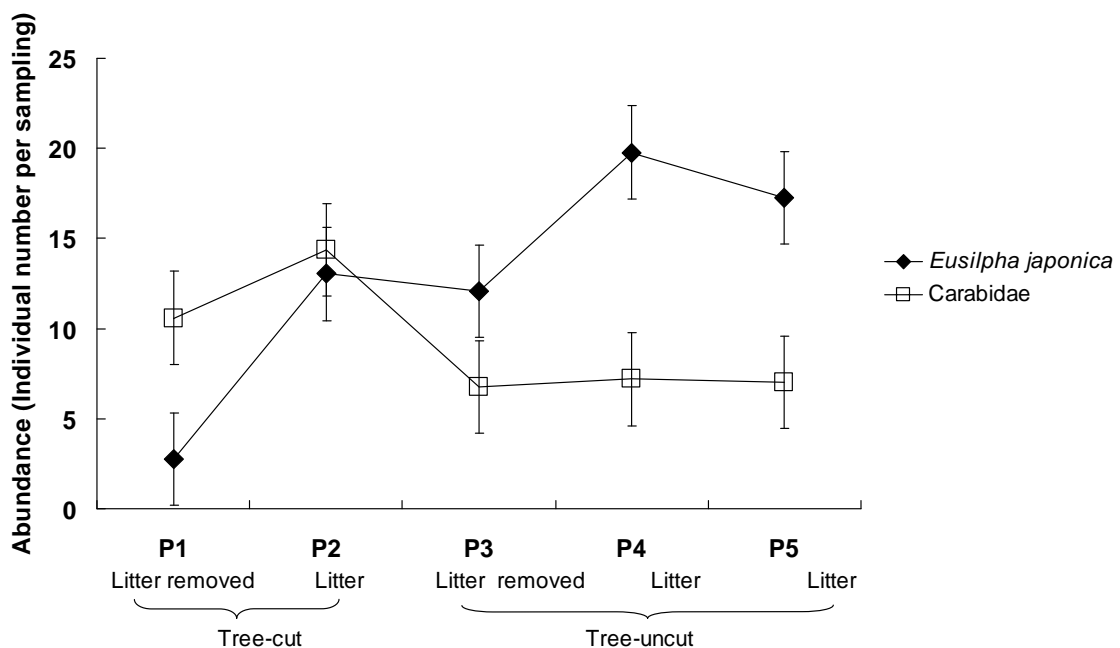 Abundance (Individual number per sampling)
25
20
15
10
5
0
Eusilpha japonica
Carabidae
P1 P2 P3 P4 P5
Litter removed Litter Litter removed Litter Litter
Tree-cut Tree-uncut